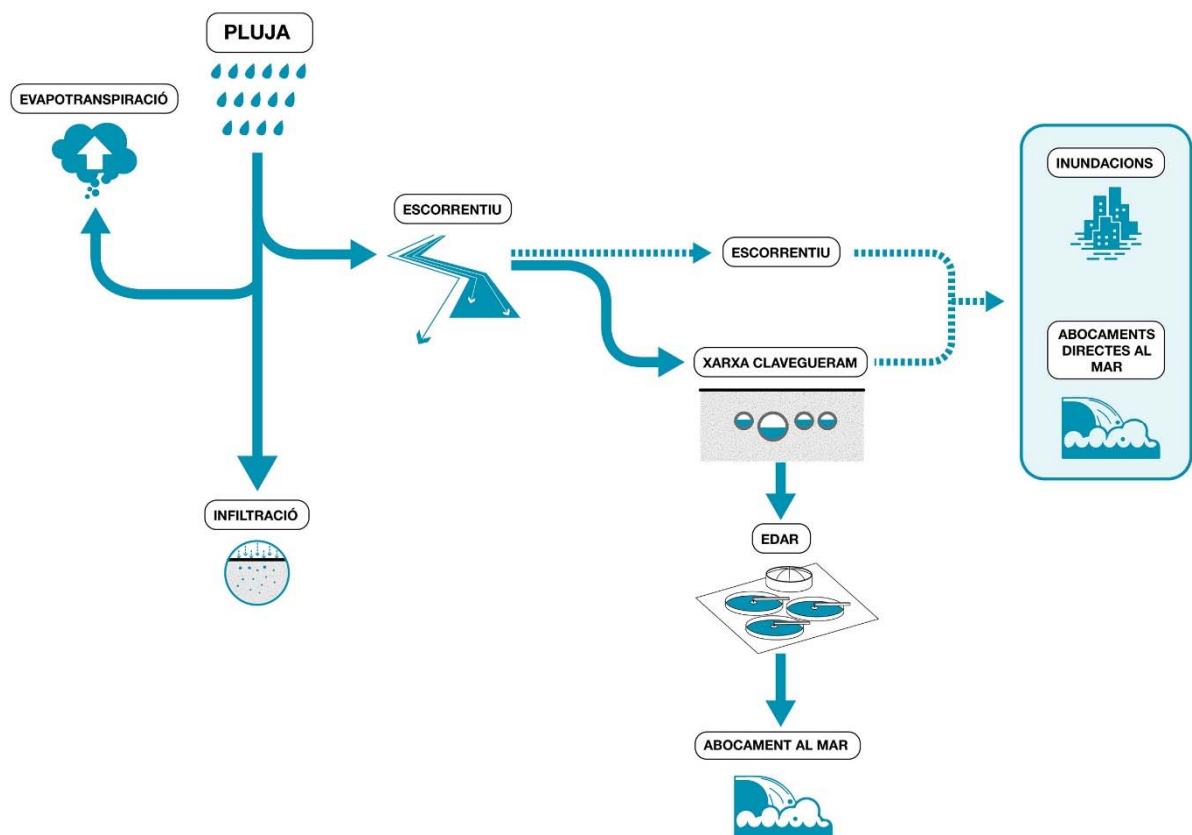 PLUJA
EVAPOTRANSPIRACIÓ
ESCORRENTIU
ESCORRENTIU
INUNDACIONS
XARXA CLAVEGUERAM
ABOCAMENTS
DIRECTES AL
MAR
INFILTRACIÓ
EDAR
ABOCAMENT AL MAR